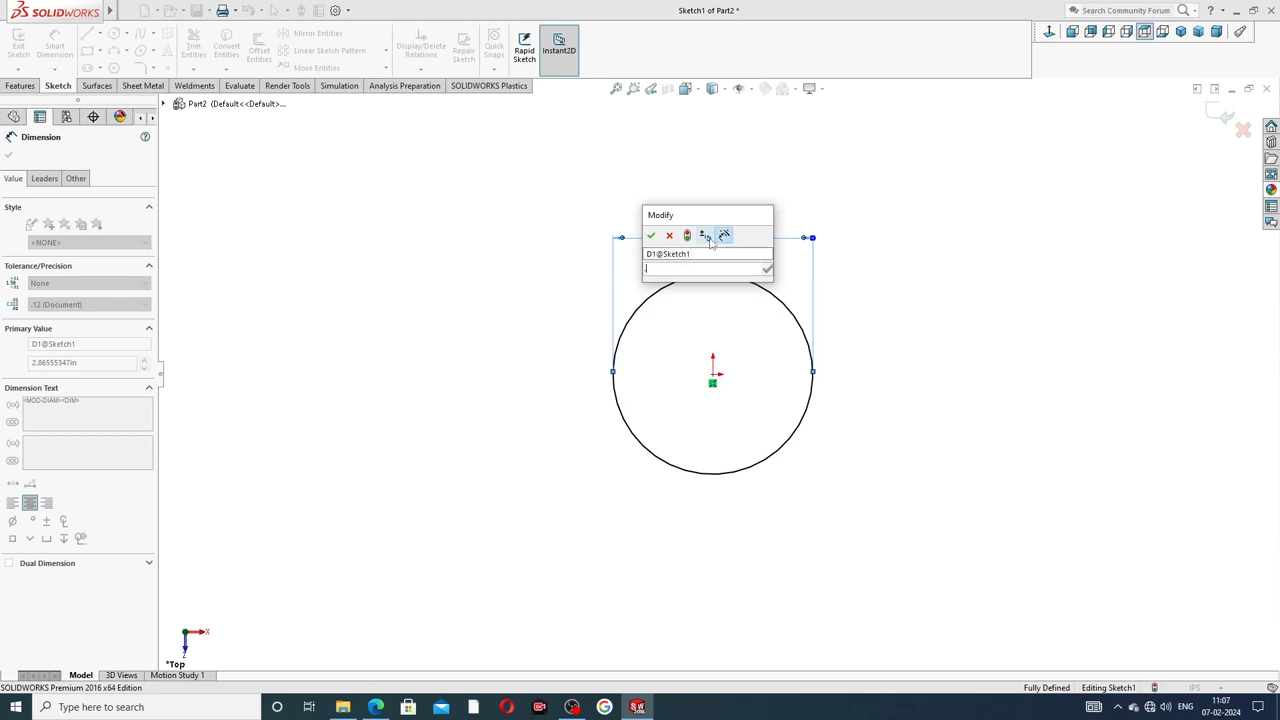 SOLIDWORKS
Sketch1 of Part2 *
Search Community Forum
Exit Sketch
Smart Dimension
Trim Entities
Convert Entities
Offset Entities
Mirror Entities
Linear Sketch Pattern
Move Entities
Display/Delete Relations
Repair Sketch
Quick Snaps
Rapid Sketch
Instant2D
Features Sketch Surfaces Sheet Metal Weldments Evaluate Render Tools Simulation Analysis Preparation SOLIDWORKS Plastics
Part2 (Default<<Default>...
Dimension
Value Leaders Other
Style
<NONE>
Tolerance/Precision
None
.12 (Document)
Primary Value
D1@Sketch1
2.86555347in
Dimension Text
<MOD-DIAM><DIM>
Dual Dimension
Modify
D1@Sketch1
.
X
Z
*Top
Model 3D Views Motion Study 1
SOLIDWORKS Premium 2016 x64 Edition
Fully Defined Editing Sketch1 IPS
Type here to search
ENG
11:07
07-02-2024